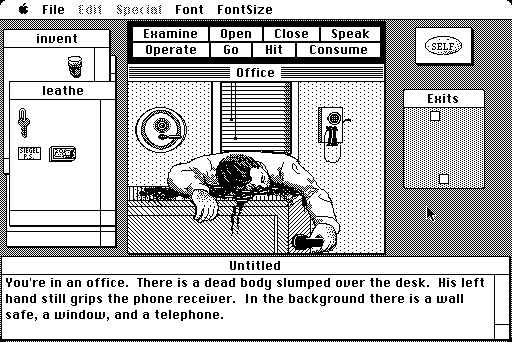 File Edit Special Font FontSize
invent
leathe
SIEGEL
P.S.
Examine Open Close Speak
Operate Go Hit Consume
Office
SELF
Exits
Untitled
You're in an office. There is a dead body slumped over the desk. His left
hand still grips the phone receiver. In the background there is a wall
safe, a window, and a telephone.